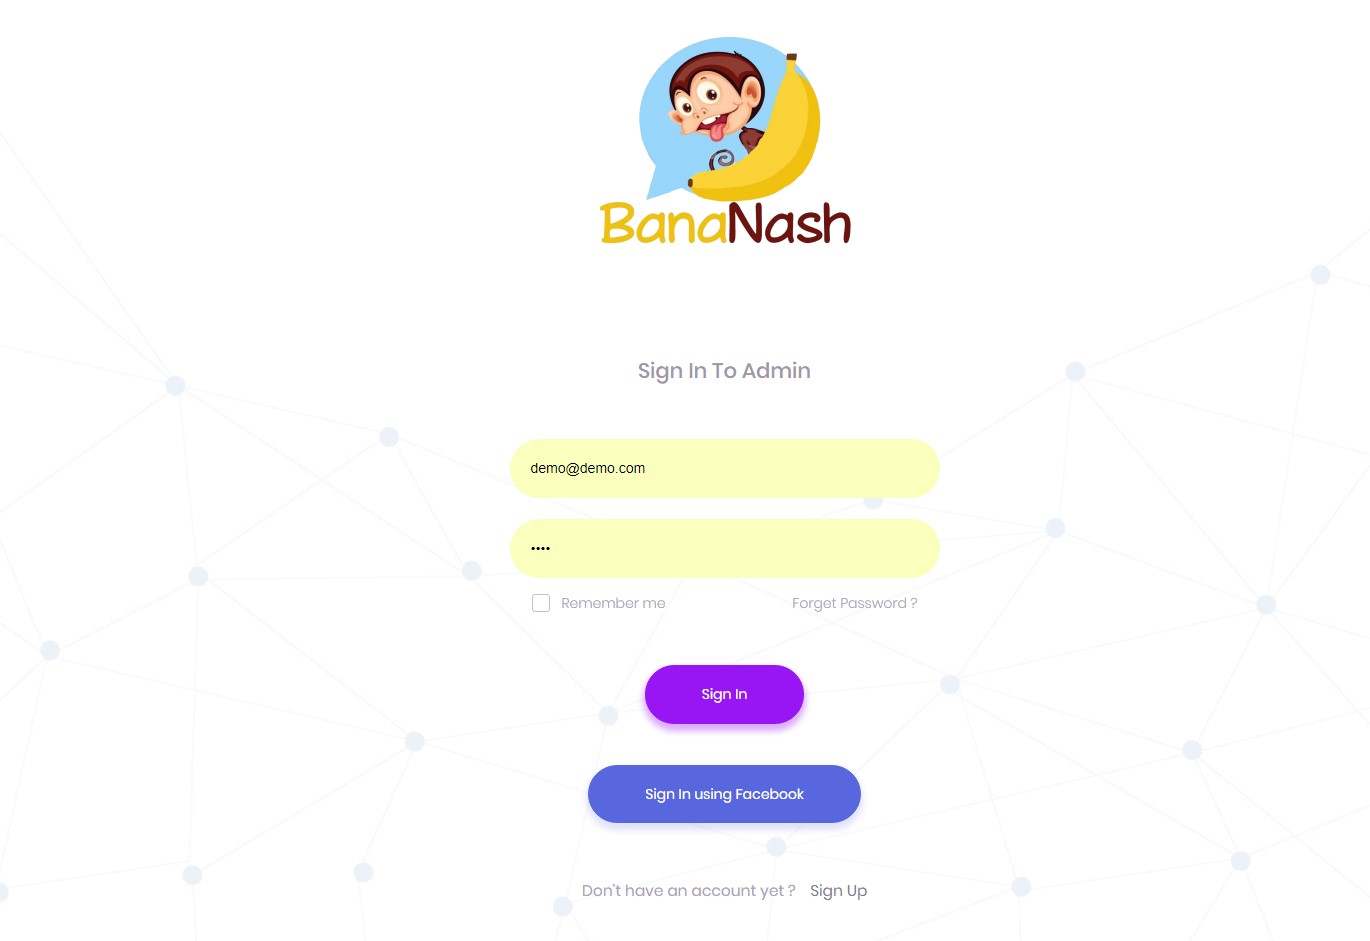 BanaNash
Sign In To Admin
demo@demo.com
••••
Remember me
Forget Password ?
Sign In
Sign In using Facebook
Don't have an account yet ? Sign Up